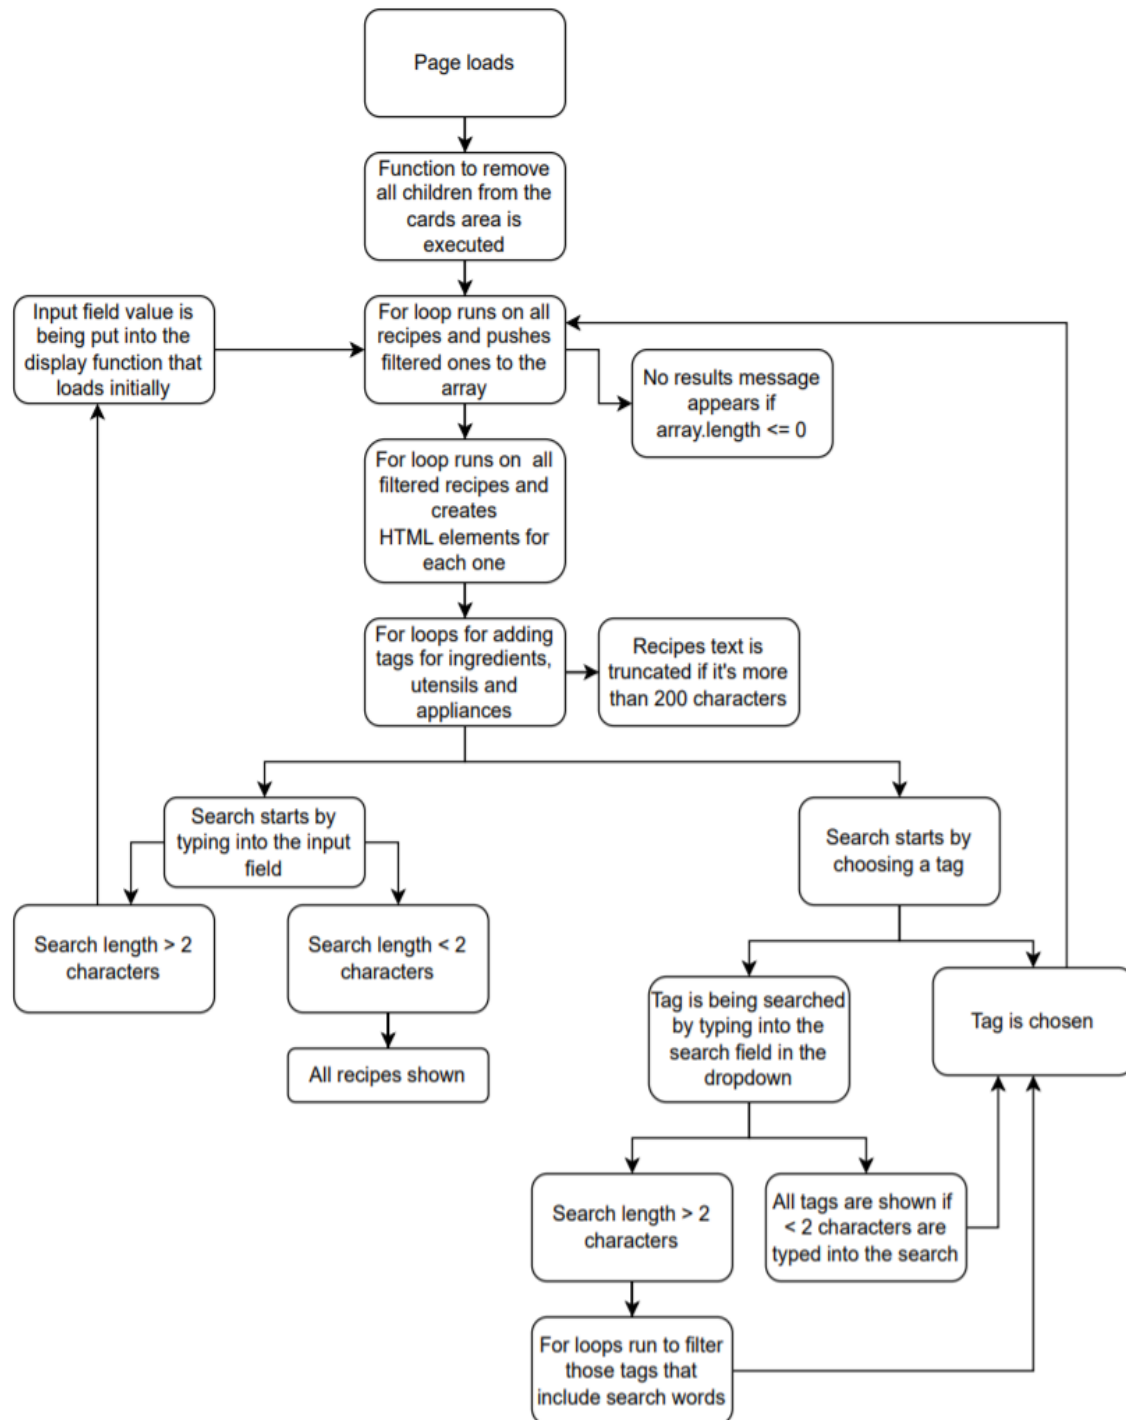 Page loads
Function to remove
all children from the
cards area is
executed
Input field value is
being put into the
display function that
loads initially
For loop runs on all
recipes and pushes
filtered ones to the
array
No results message
appears if
array.length <= 0
For loop runs on  all
filtered recipes and
creates
HTML elements for
each one
For loops for adding
tags for ingredients,
utensils and
appliances
Recipes text is
truncated if it's more
than 200 characters
Search starts by
typing into the input
field
Search starts by
choosing a tag
Search length > 2
characters
Search length < 2
characters
All recipes shown
Tag is being searched
by typing into the
search field in the
dropdown
Tag is chosen
Search length > 2
characters
All tags are shown if
< 2 characters are
typed into the search
For loops run to filter
those tags that
include search words